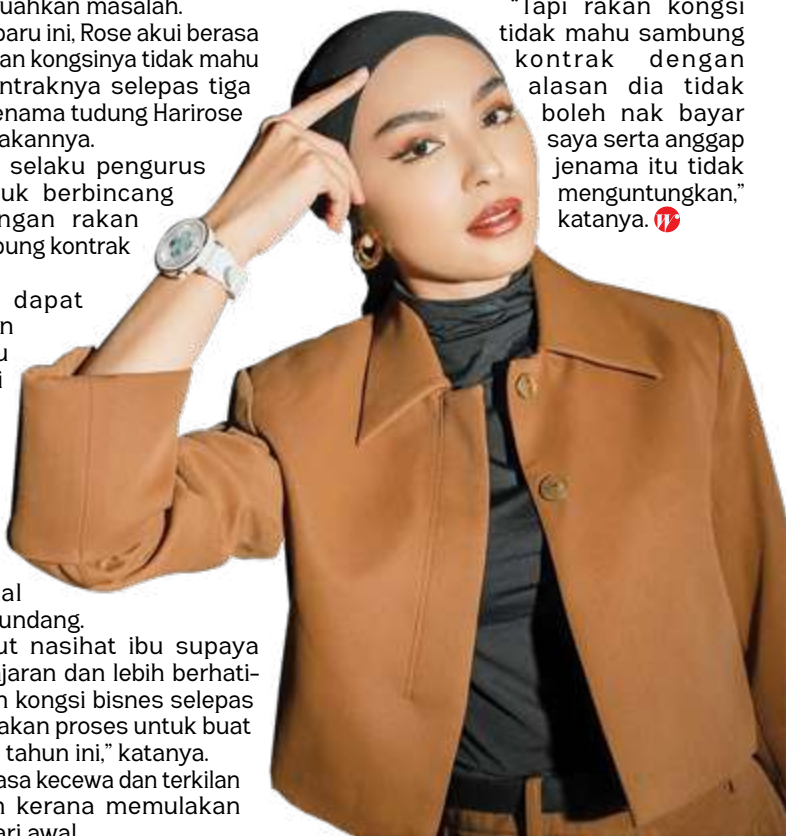 uahkan masalah.
baru ini, Rose akui berasa
an kongsinya tidak mahu
ntraknya selepas tiga
enama tudung Harirose
akannya.
selaku pengurus
uk berbincang
ngan rakan
bung kontrak
dapat
n
u
i
al
undang.
ut nasihat ibu supaya
ajaran dan lebih berhati-
n kongsi bisnes selepas
akan proses untuk buat
tahun ini,” katanya.
asa kecewa dan terkilan
n kerana memulakan
ari awal
“Tapi rakan kongsi
tidak mahu sambung
kontrak dengan
alasan dia tidak
boleh nak bayar
saya serta anggap
jenama itu tidak
menguntungkan,”
katanya. W